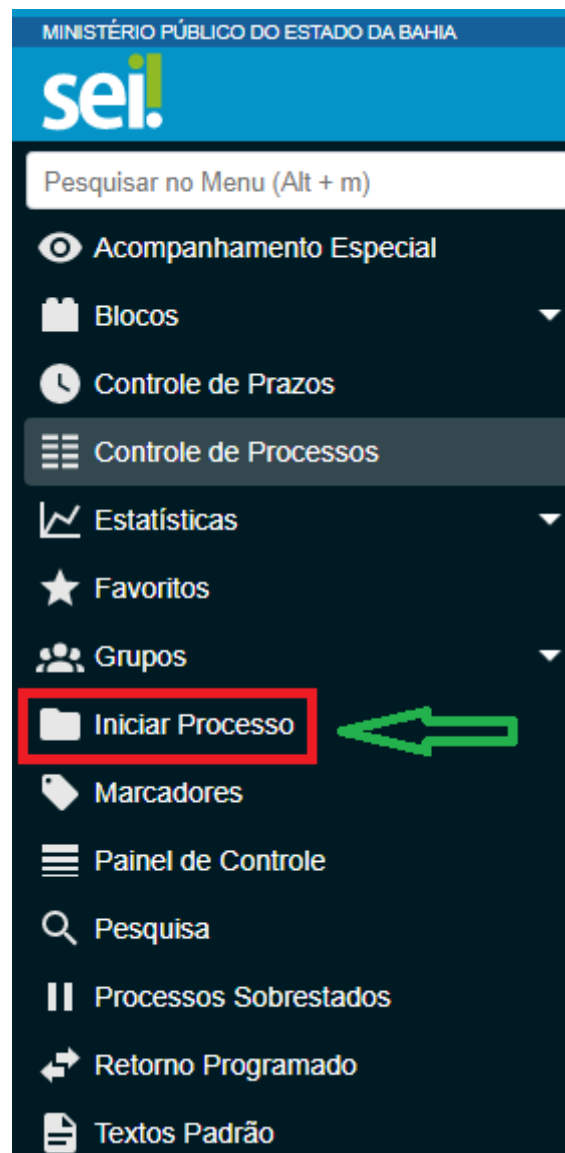 MINISTÉRIO PÚBLICO DO ESTADO DA BAHIA
sei!
Pesquisar no Menu (Alt + m)
Acompanhamento Especial
Blocos
Controle de Prazos
Controle de Processos
Estatísticas
Favoritos
Grupos
Iniciar Processo
Marcadores
Painel de Controle
Pesquisa
Processos Sobrestados
Retorno Programado
Textos Padrão